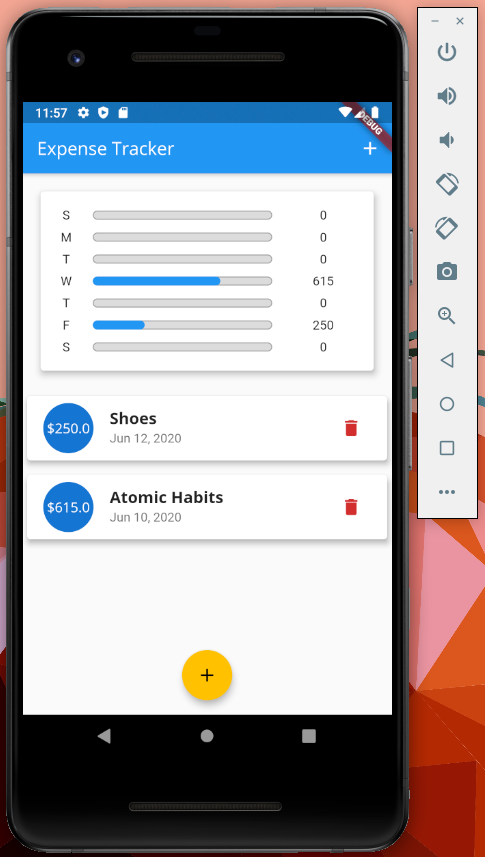 11:57
DEBUG
Expense Tracker
S 0
M 0
T 0
W 615
T 0
F 250
S 0
$250.0
Shoes
Jun 12, 2020
$615.0
Atomic Habits
Jun 10, 2020